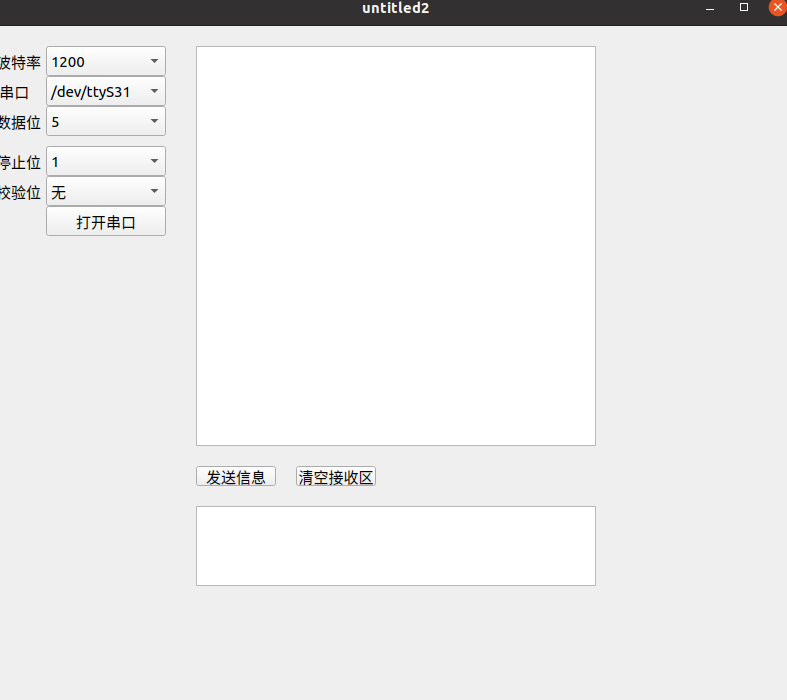 untitled2
波特率 1200
串口 /dev/ttyS31
数据位 5
停止位 1
校验位 无
打开串口
发送信息 清空接收区